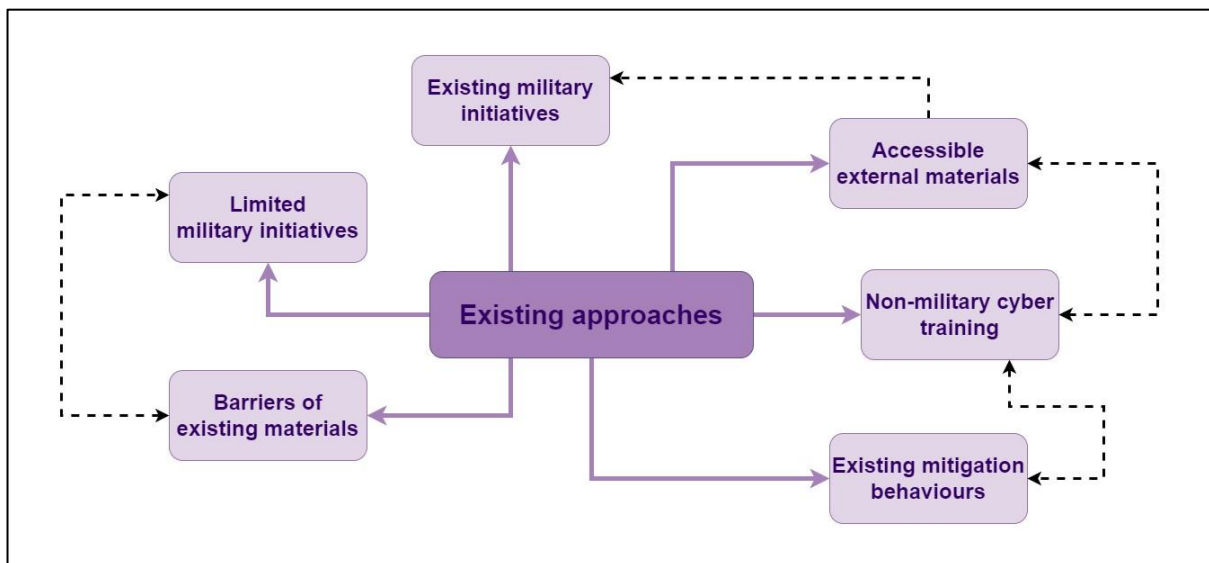 Existing military
initiatives
Accessible
external materials
Limited
military initiatives
Existing approaches
Non-military cyber
training
Barriers of
existing materials
Existing mitigation
behaviours